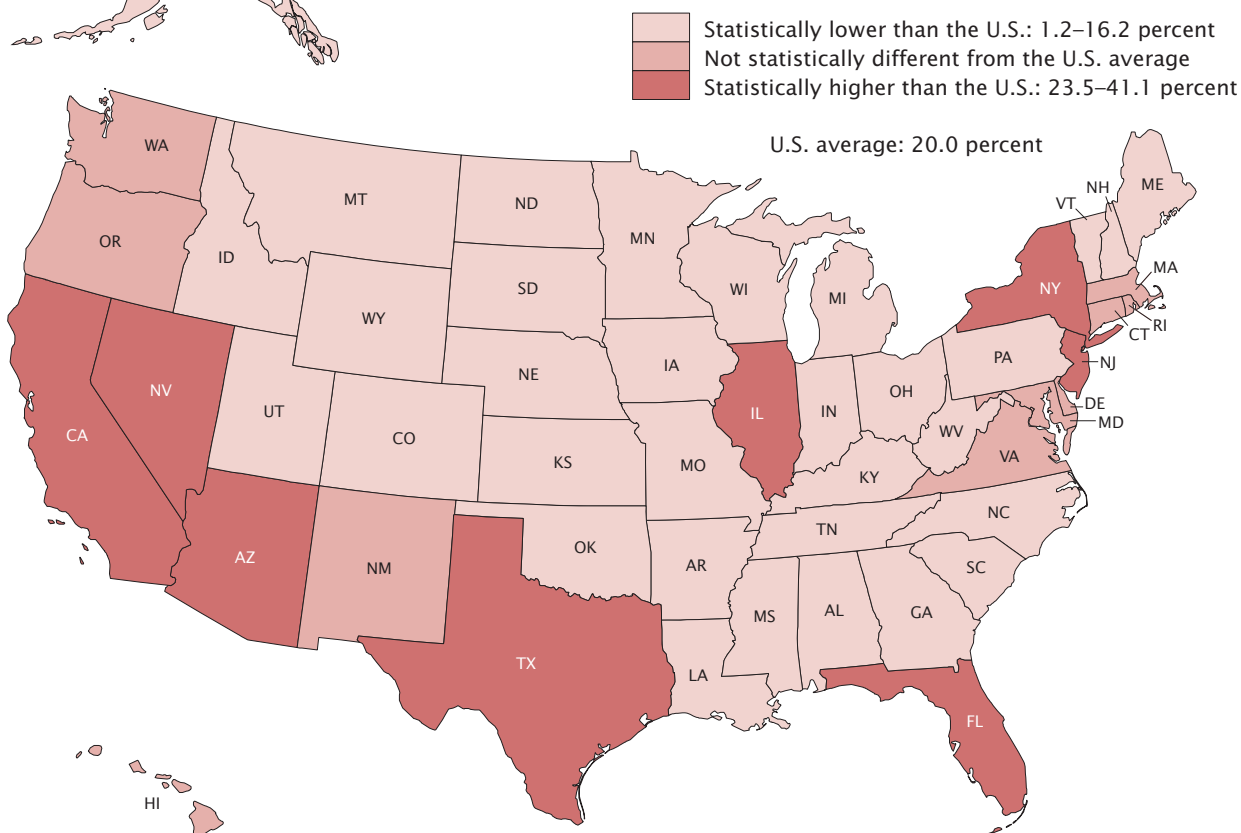 Statistically lower than the U.S.: 1.2–16.2 percent
Not statistically different from the U.S. average
Statistically higher than the U.S.: 23.5–41.1 percent
U.S. average: 20.0 percent
WA
MT
ND
MN
ME
NH
VT
OR
ID
SD
WI
MI
NY
MA
RI
CT
WY
IA
PA
NJ
NV
NE
OH
DE
MD
UT
CO
IL
IN
WV
VA
CA
KS
MO
KY
NC
AZ
NM
OK
AR
TN
SC
MS
AL
GA
TX
LA
FL
HI